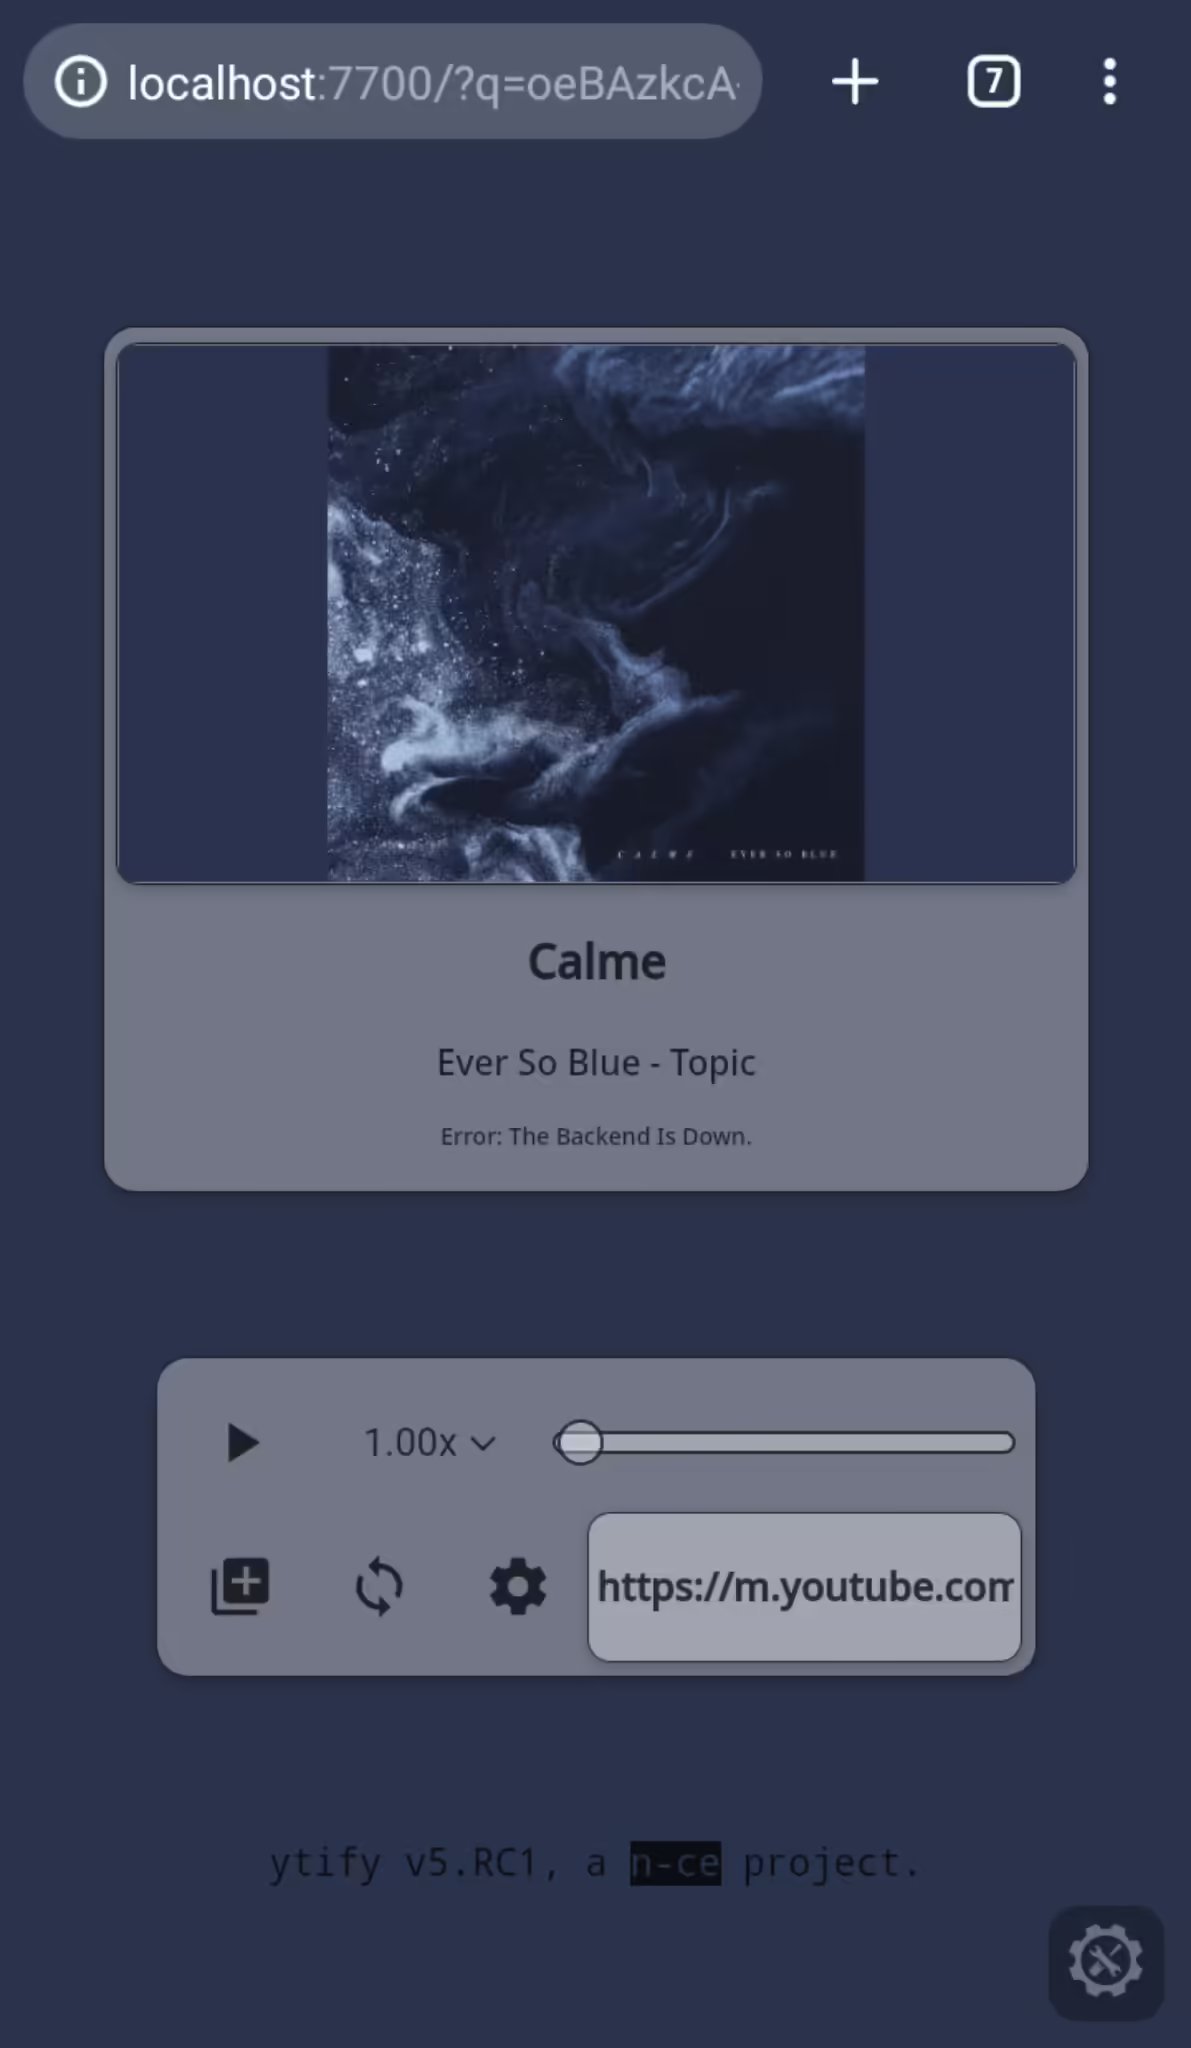 localhost:7700/?q=oeBAzkcA
7
CALME EVER SO BLUE
Calme
Ever So Blue - Topic
Error: The Backend Is Down.
1.00x
https://m.youtube.com
ytify v5.RC1, a n-ce project.